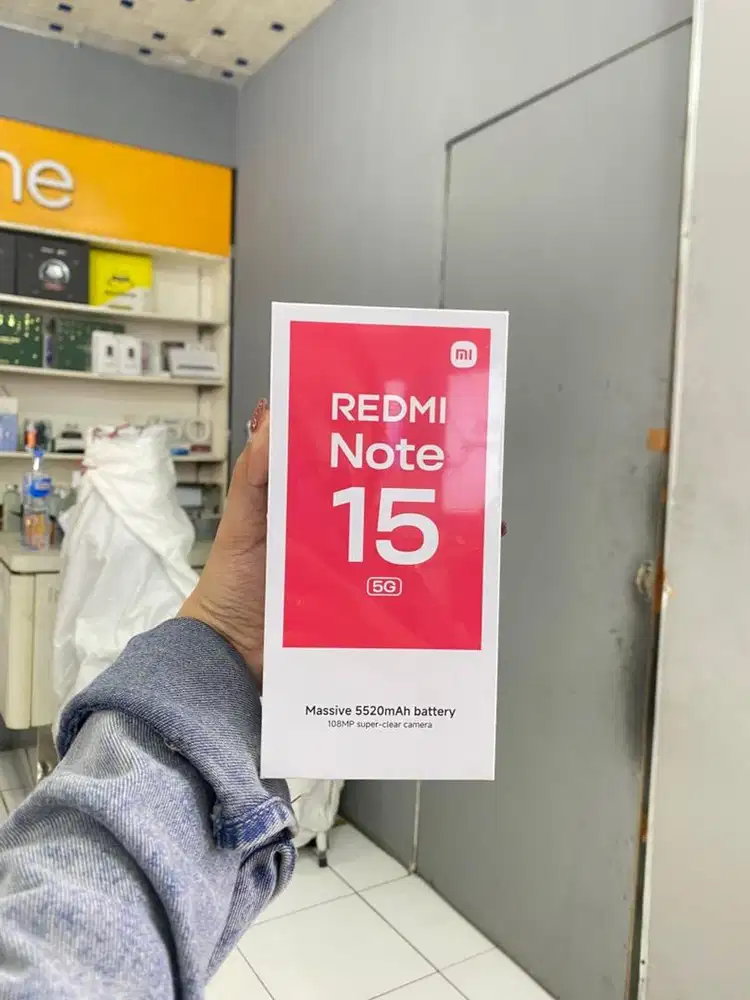 ne
mi
REDMI
Note
15
5G
Massive 5520mAh battery
108MP super-clear camera